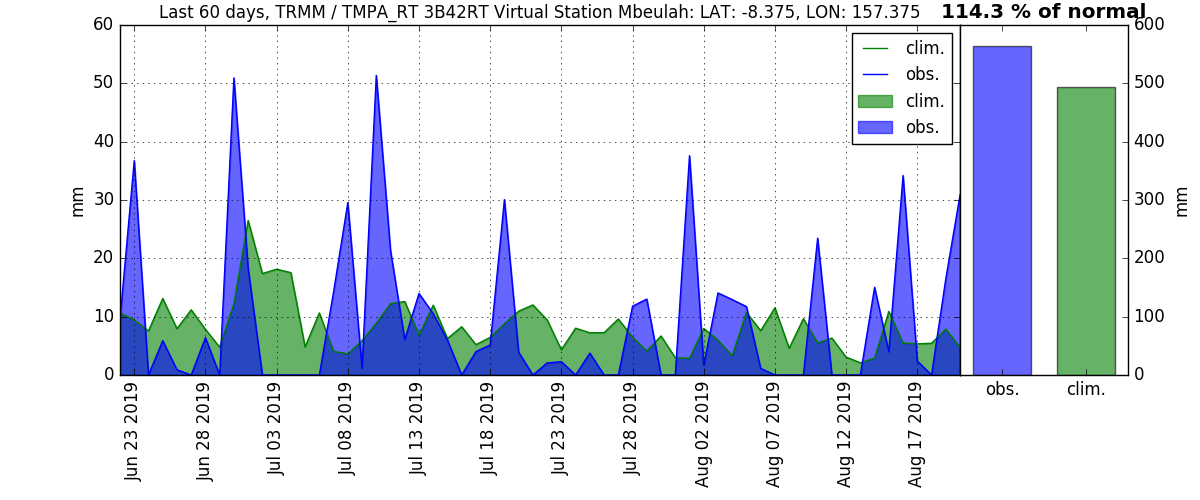 Last 60 days, TRMM / TMPA_RT 3B42RT Virtual Station Mbeulah: LAT: -8.375, LON: 157.375
114.3 % of normal
60
50
40
30
20
10
0
mm
clim.
obs.
clim.
obs.
600
500
400
300
200
100
0
mm
Jun 23 2019
Jun 28 2019
Jul 03 2019
Jul 08 2019
Jul 13 2019
Jul 18 2019
Jul 23 2019
Jul 28 2019
Aug 02 2019
Aug 07 2019
Aug 12 2019
Aug 17 2019
obs.
clim.